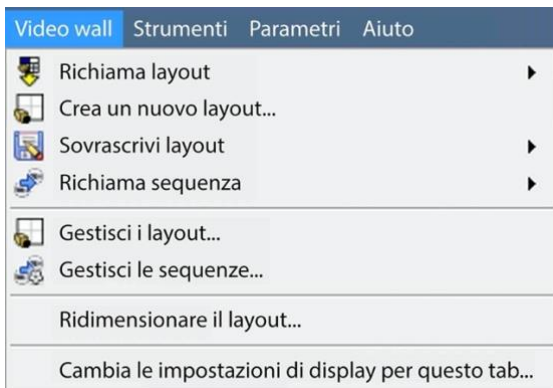 Video wall Strumenti Parametri Aiuto
Richiama layout
Crea un nuovo layout...
Sovrascrivi layout
Richiama sequenza
Gestisci i layout...
Gestisci le sequenze...
Ridimensionare il layout...
Cambia le impostazioni di display per questo tab...